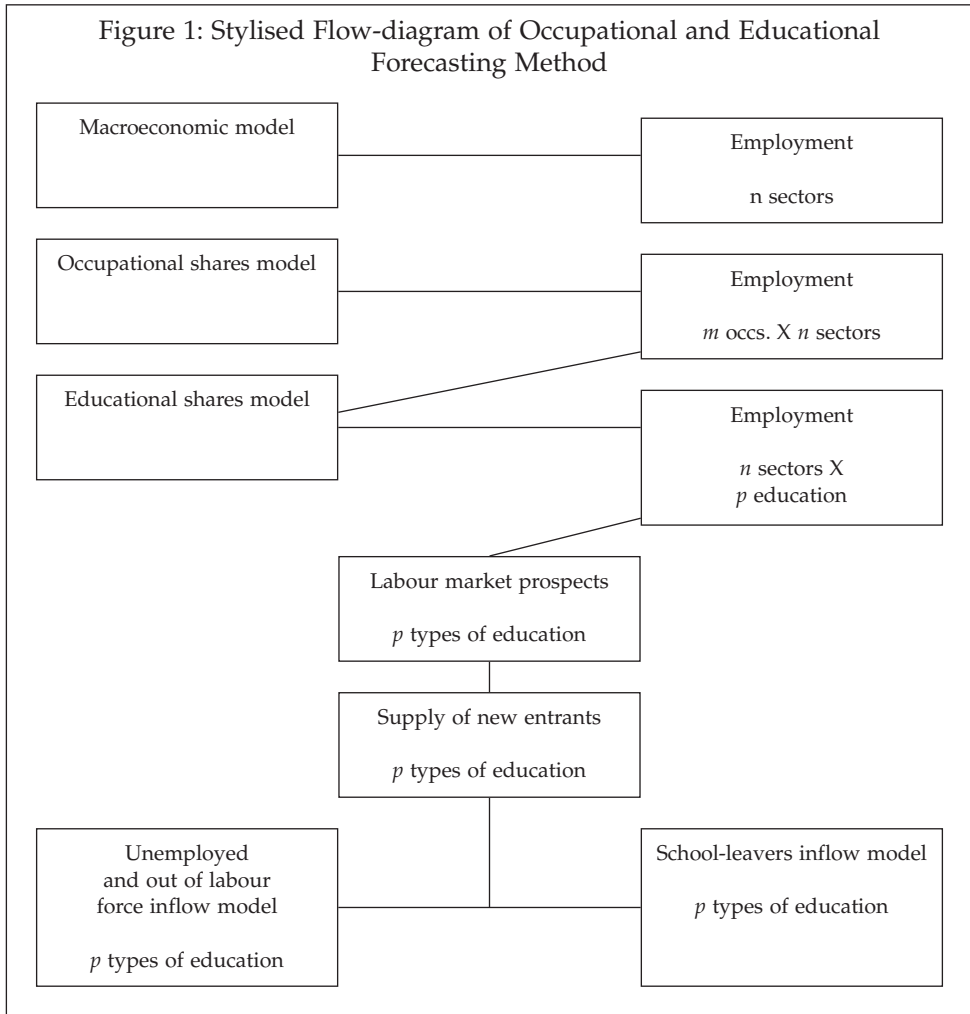 Figure 1: Stylised Flow-diagram of Occupational and Educational
Forecasting Method
Macroeconomic model
Employment
n sectors
Occupational shares model
Employment
m occs. X n sectors
Educational shares model
Employment
n sectors X
p education
Labour market prospects
p types of education
Supply of new entrants
p types of education
Unemployed
and out of labour
force inflow model
p types of education
School-leavers inflow model
p types of education